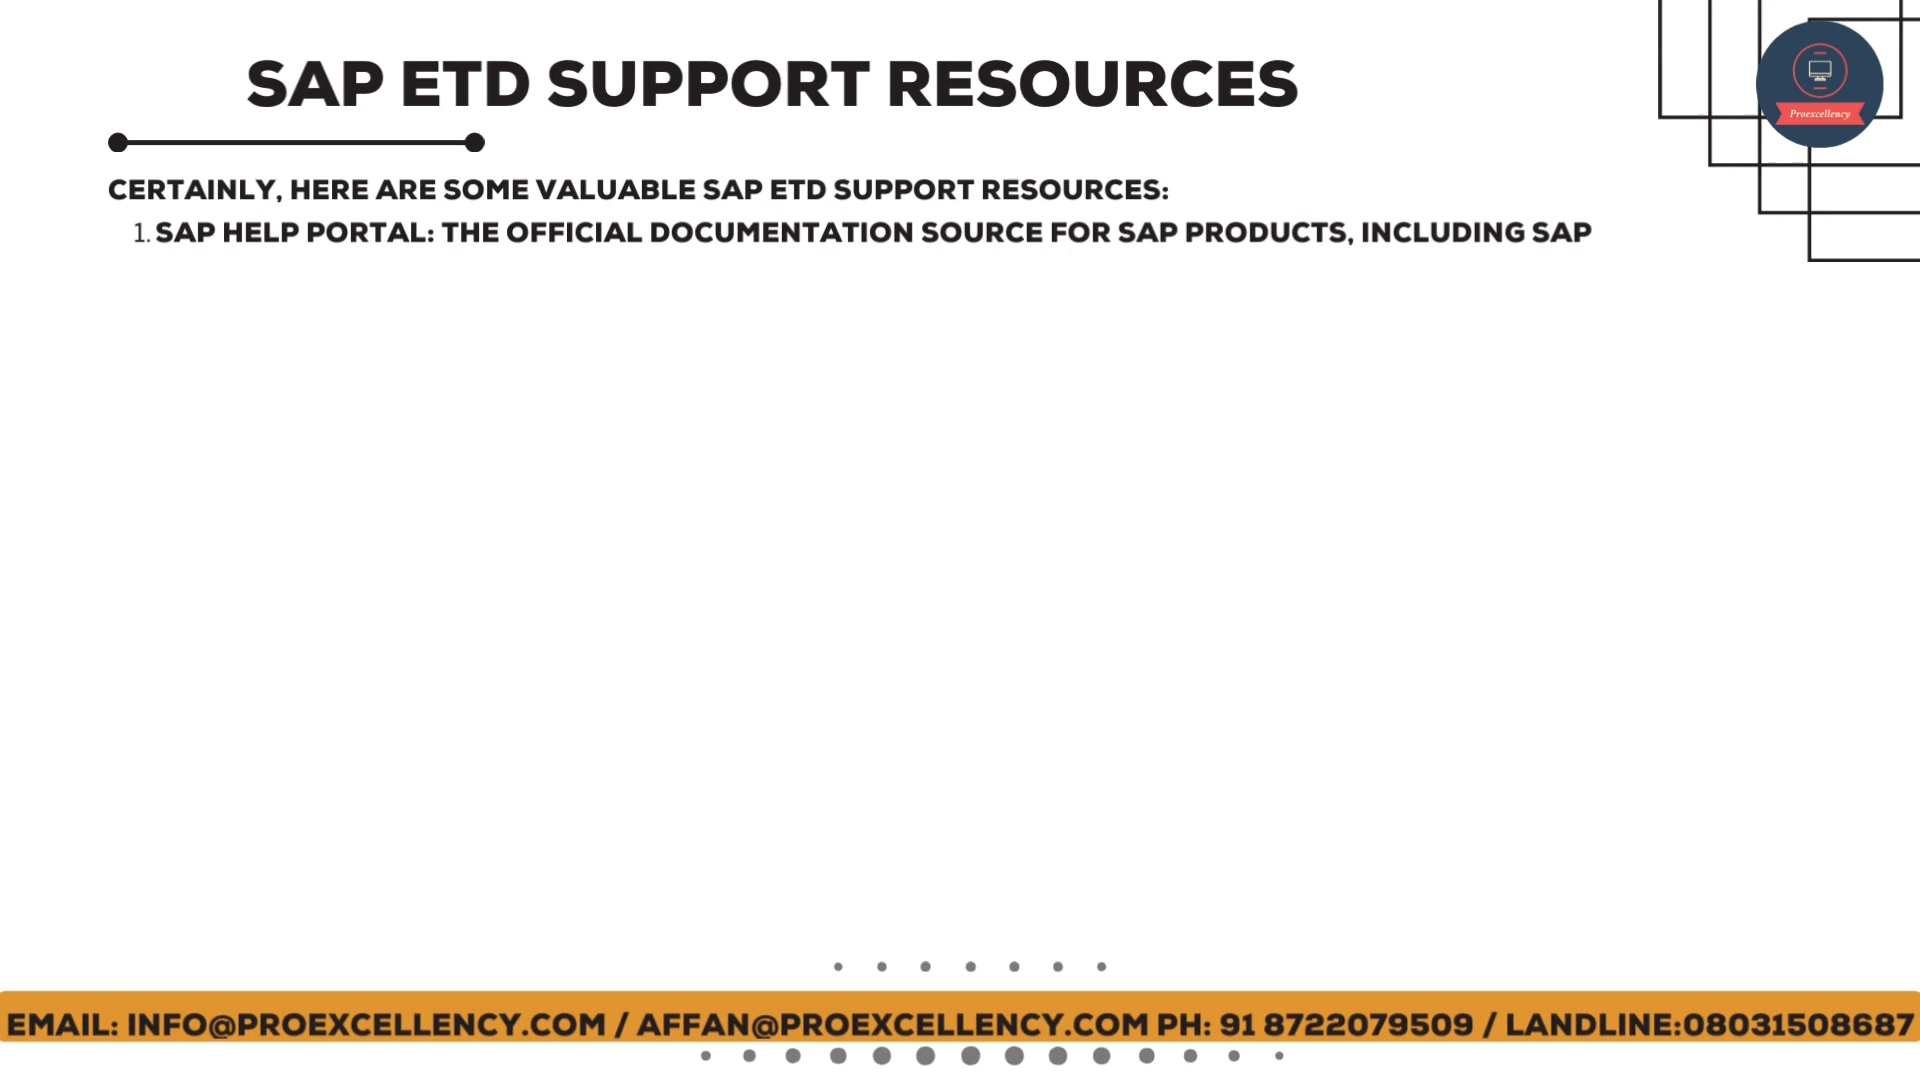 SAP ETD SUPPORT RESOURCES
Proexcellency
CERTAINLY, HERE ARE SOME VALUABLE SAP ETD SUPPORT RESOURCES:
1. SAP HELP PORTAL: THE OFFICIAL DOCUMENTATION SOURCE FOR SAP PRODUCTS, INCLUDING SAP
EMAIL: INFO@PROEXCELLENCY.COM / AFFAN@PROEXCELLENCY.COM PH: 91 8722079509 / LANDLINE:08031508687